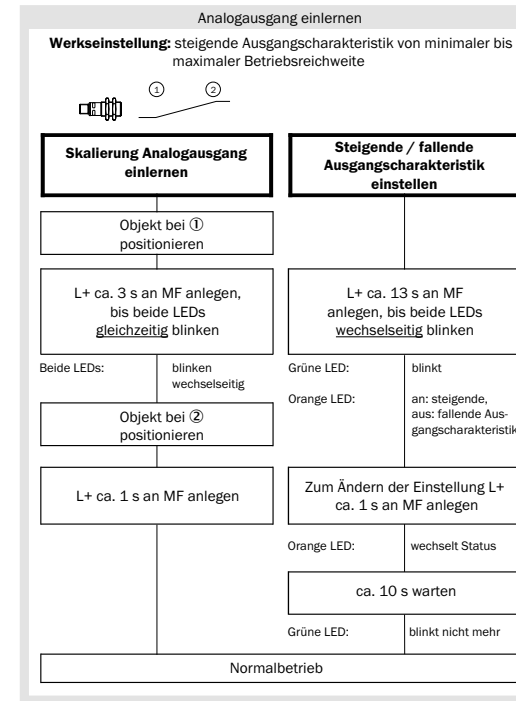 Analogausgang einlernen
Werkseinstellung: steigende Ausgangscharakteristik von minimaler bis
maximaler Betriebsreichweite
① ②
Skalierung Analogausgang
einlernen
Objekt bei ①
positionieren
L+ ca. 3 s an MF anlegen,
bis beide LEDs
gleichzeitig blinken
Beide LEDs: blinken
wechselseitig
Objekt bei ②
positionieren
L+ ca. 1 s an MF anlegen
Steigende / fallende
Ausgangscharakteristik
einstellen
L+ ca. 13 s an MF
anlegen, bis beide LEDs
wechselseitig blinken
Grüne LED: blinkt
Orange LED: an: steigende,
aus: fallende Aus-
gangscharakteristik
Zum Ändern der Einstellung L+
ca. 1 s an MF anlegen
Orange LED: wechselt Status
ca. 10 s warten
Grüne LED: blinkt nicht mehr
Normalbetrieb